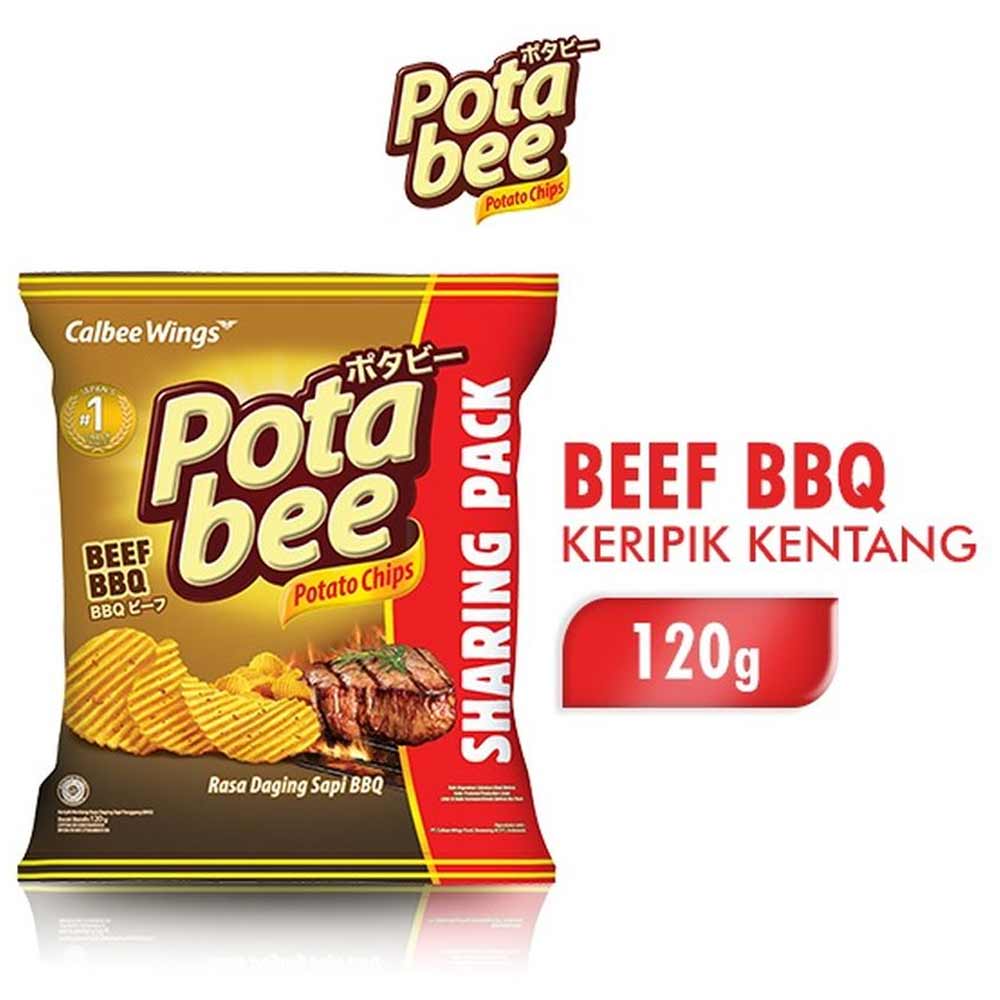 ポタビー
Pota
bee
Potato Chips
Calbee Wings
JAPAN'S
#1
ポタビー
Pota
bee
Potato Chips
BEEF
BBQ
BBQ ビーフ
SHARING PACK
Rasa Daging Sapi BBQ
BEEF BBQ
KERIPIK KENTANG
120g